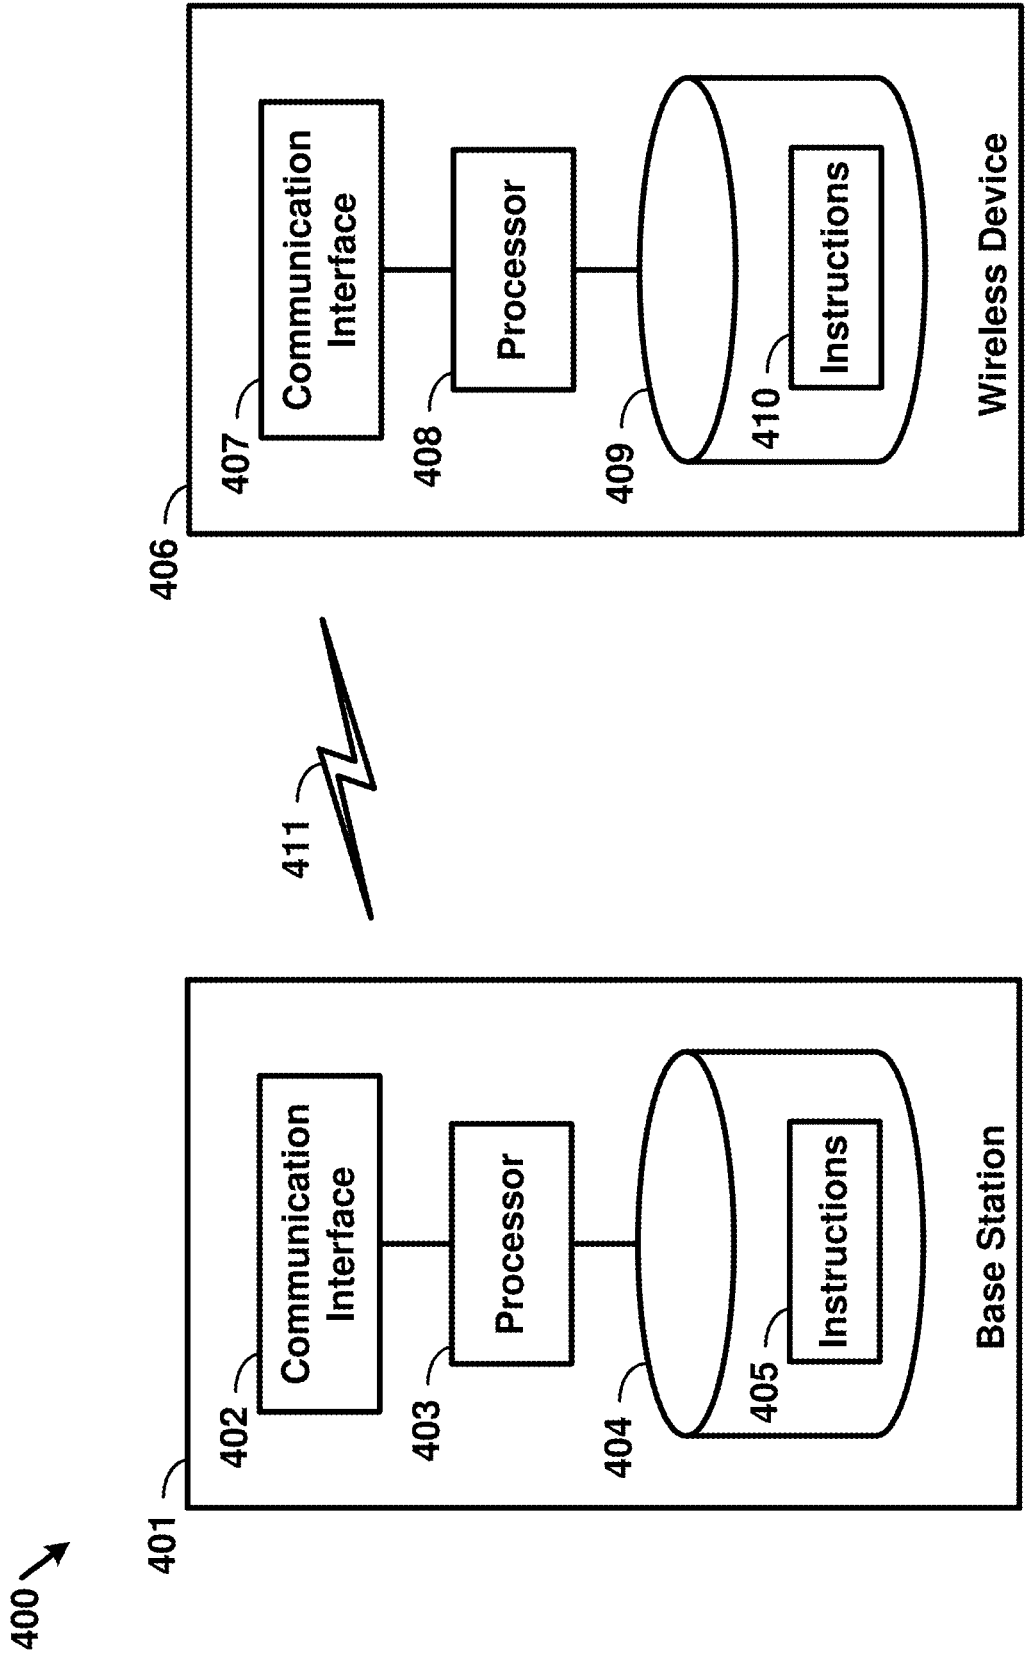 400
401
402
Communication
Interface
403
Processor
404
405
Instructions
Base Station
411
406
407
Communication
Interface
408
Processor
409
410
Instructions
Wireless Device